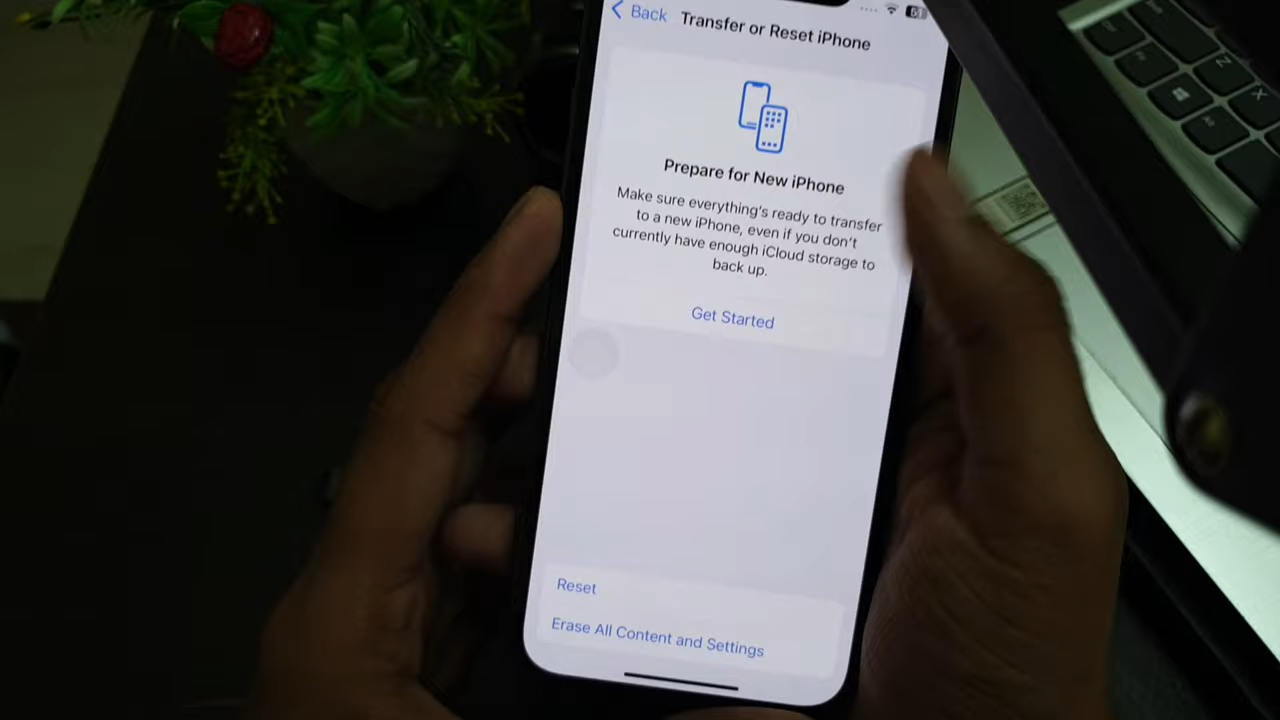 Back Transfer or Reset iPhone
Prepare for New iPhone
Make sure everything's ready to transfer
to a new iPhone, even if you don't
currently have enough iCloud storage to
back up.
Get Started
Reset
Erase All Content and Settings
Z
X